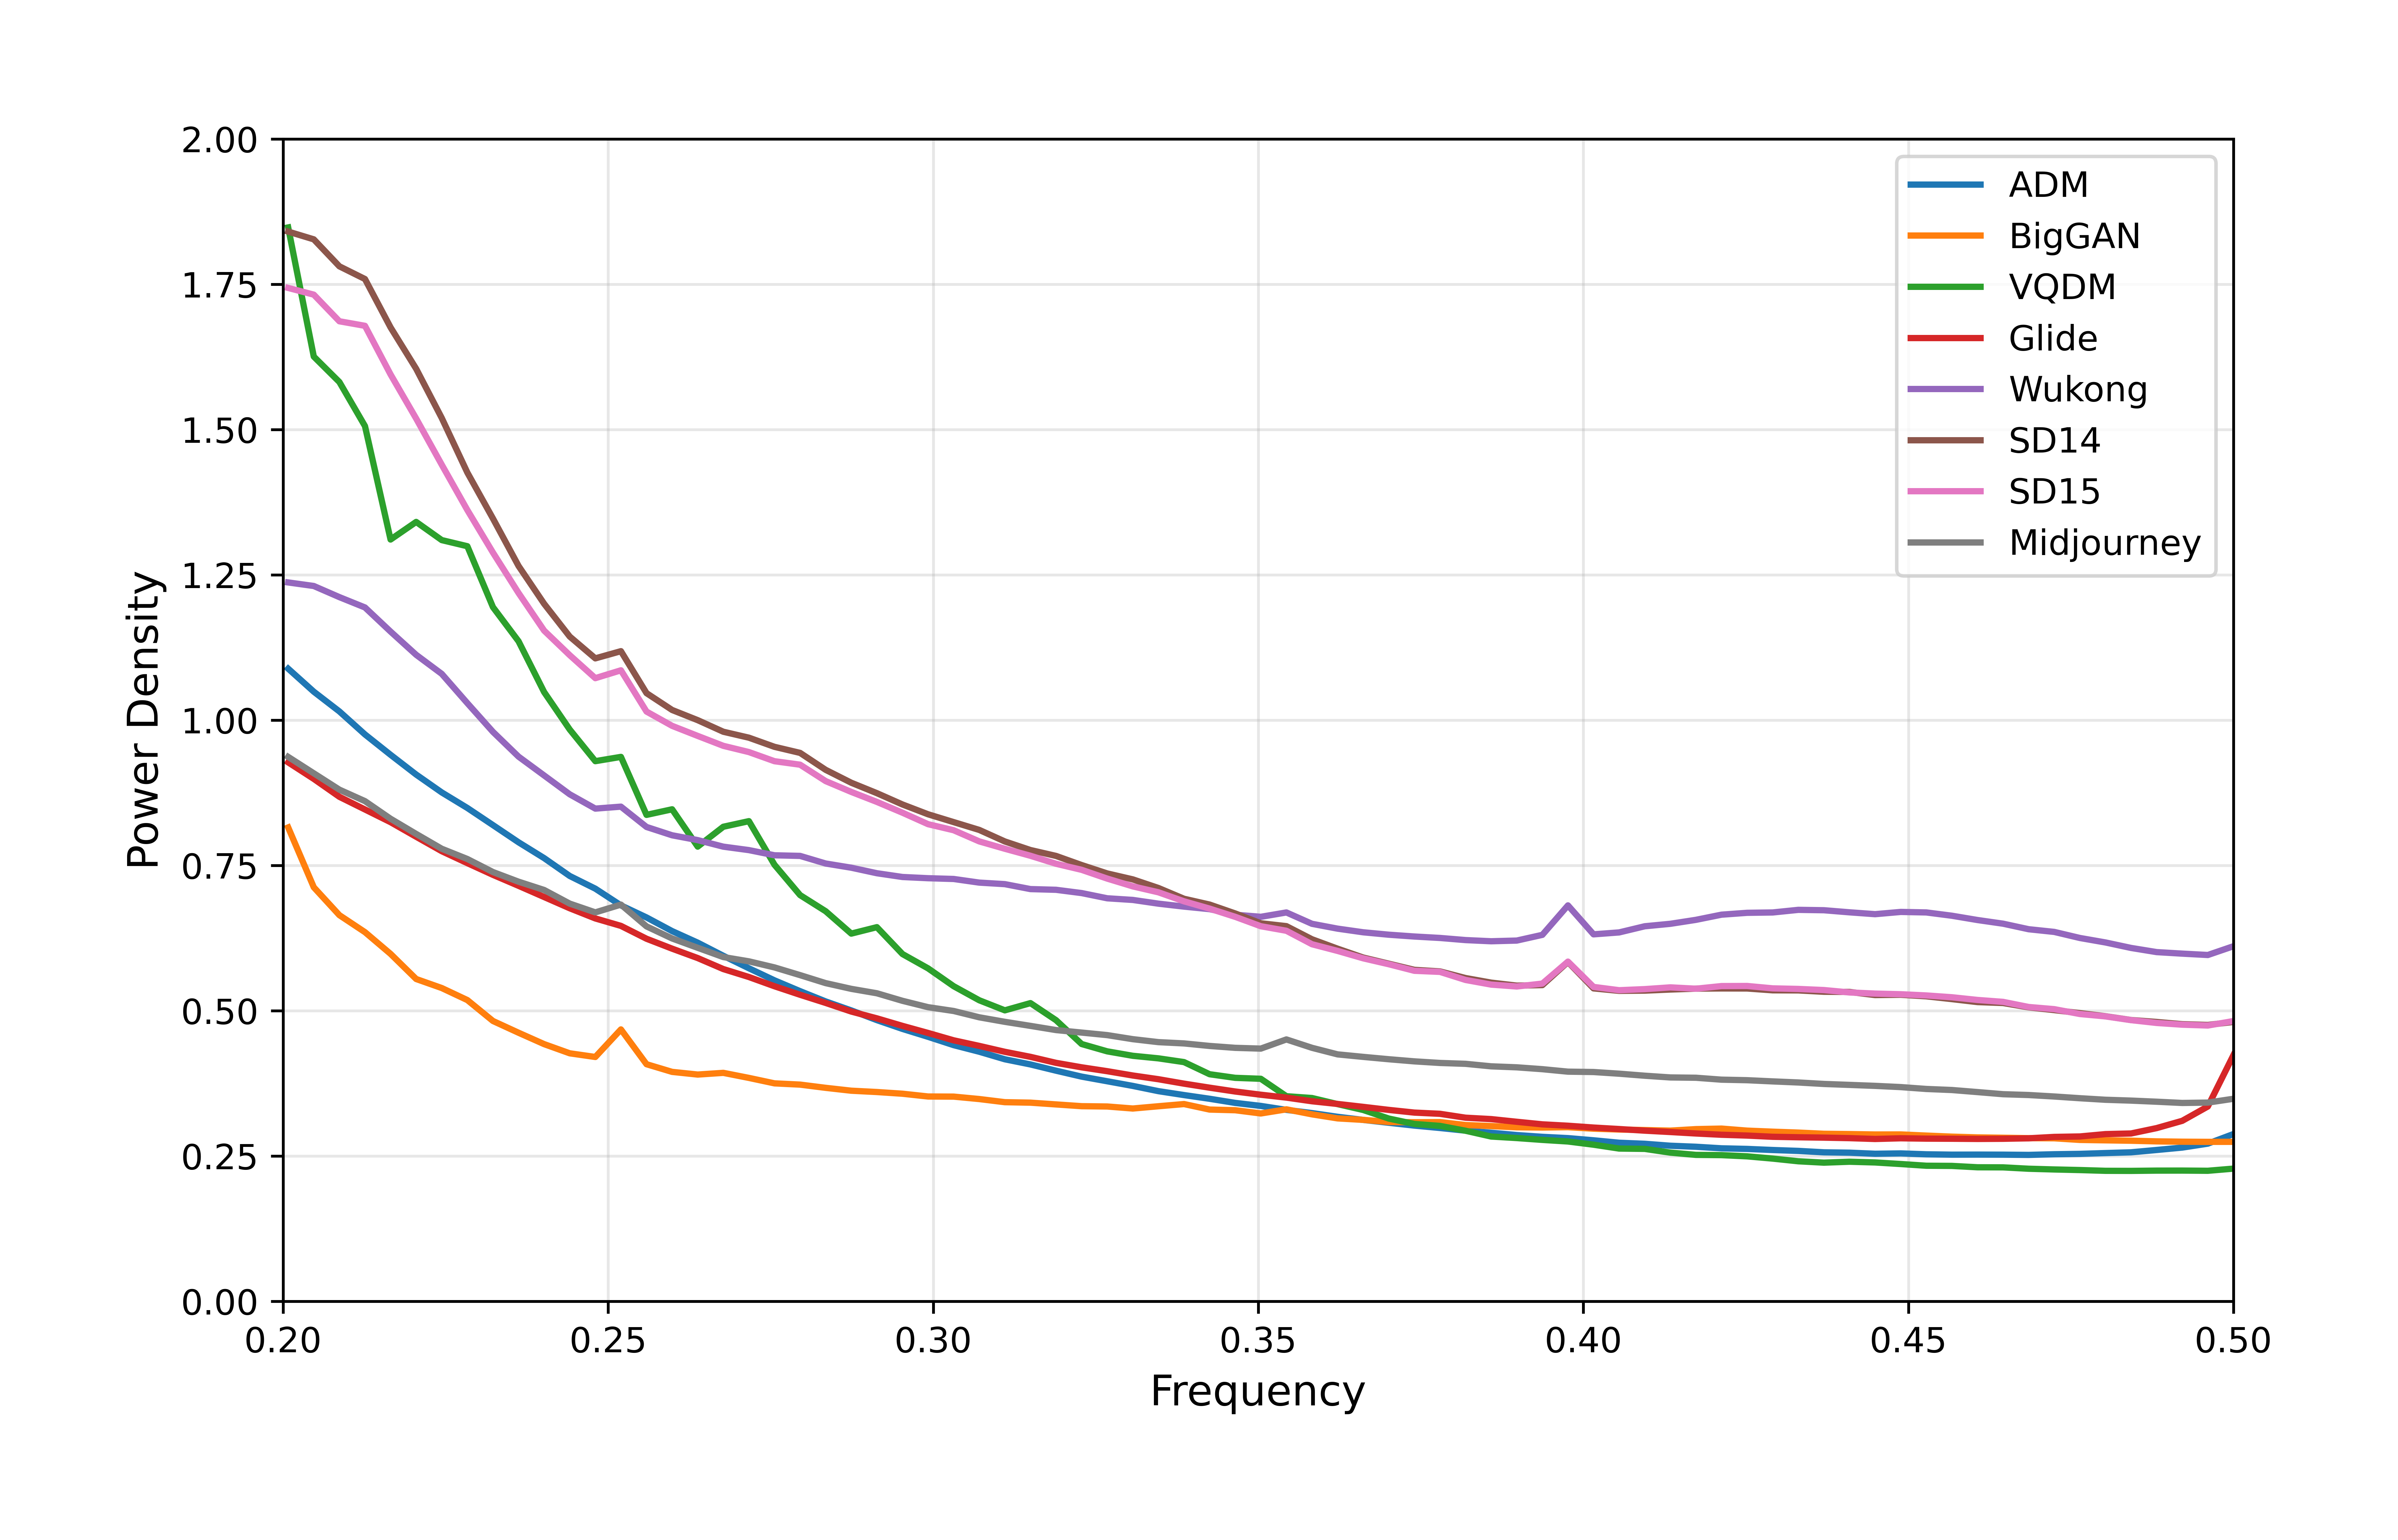 2.00
1.75
1.50
1.25
1.00
0.75
0.50
0.25
0.00
Power Density
0.20 0.25 0.30 0.35 0.40 0.45 0.50
Frequency
ADM
BigGAN
VQDM
Glide
Wukong
SD14
SD15
Midjourney